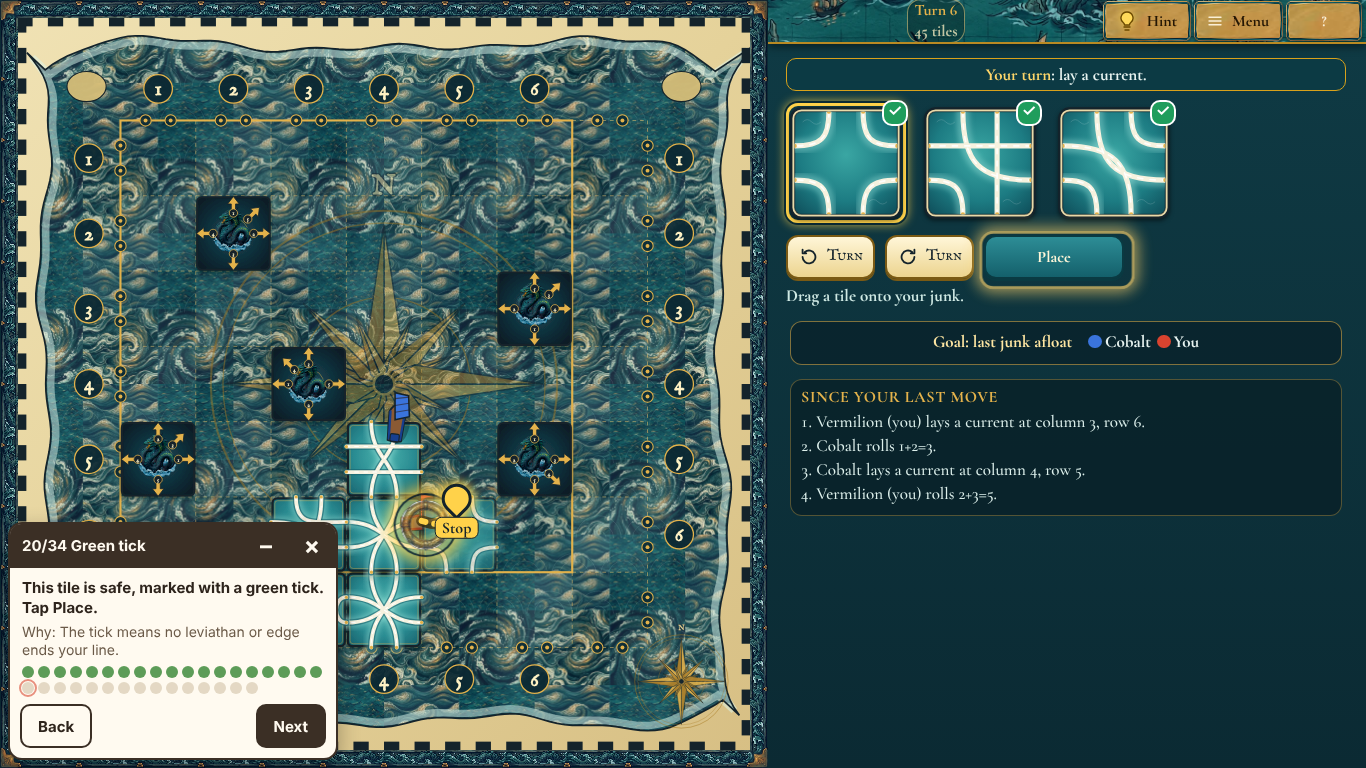 Turn 6
45 tiles
Hint
Menu
?
Your turn: lay a current.
Turn
Turn
Place
Drag a tile onto your junk.
Goal: last junk afloat
Cobalt
You
SINCE YOUR LAST MOVE
1. Vermilion (you) lays a current at column 3, row 6.
2. Cobalt rolls 1+2=3.
3. Cobalt lays a current at column 4, row 5.
4. Vermilion (you) rolls 2+3=5.
1 2 3 4 5 6
N
1 1
2 2
3 3
4 4
5 5
6
Stop
N
4 5 6
20/34 Green tick
This tile is safe, marked with a green tick.
Tap Place.
Why: The tick means no leviathan or edge
ends your line.
Back
Next